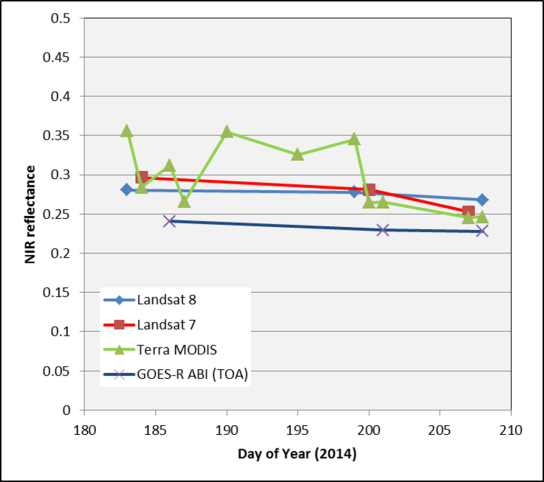 0.5
0.45
0.4
0.35
0.3
0.25
0.2
0.15
0.1
0.05
0
NIR reflectance
Landsat 8
Landsat 7
Terra MODIS
GOES-R ABI (TOA)
180 185 190 195 200 205 210
Day of Year (2014)